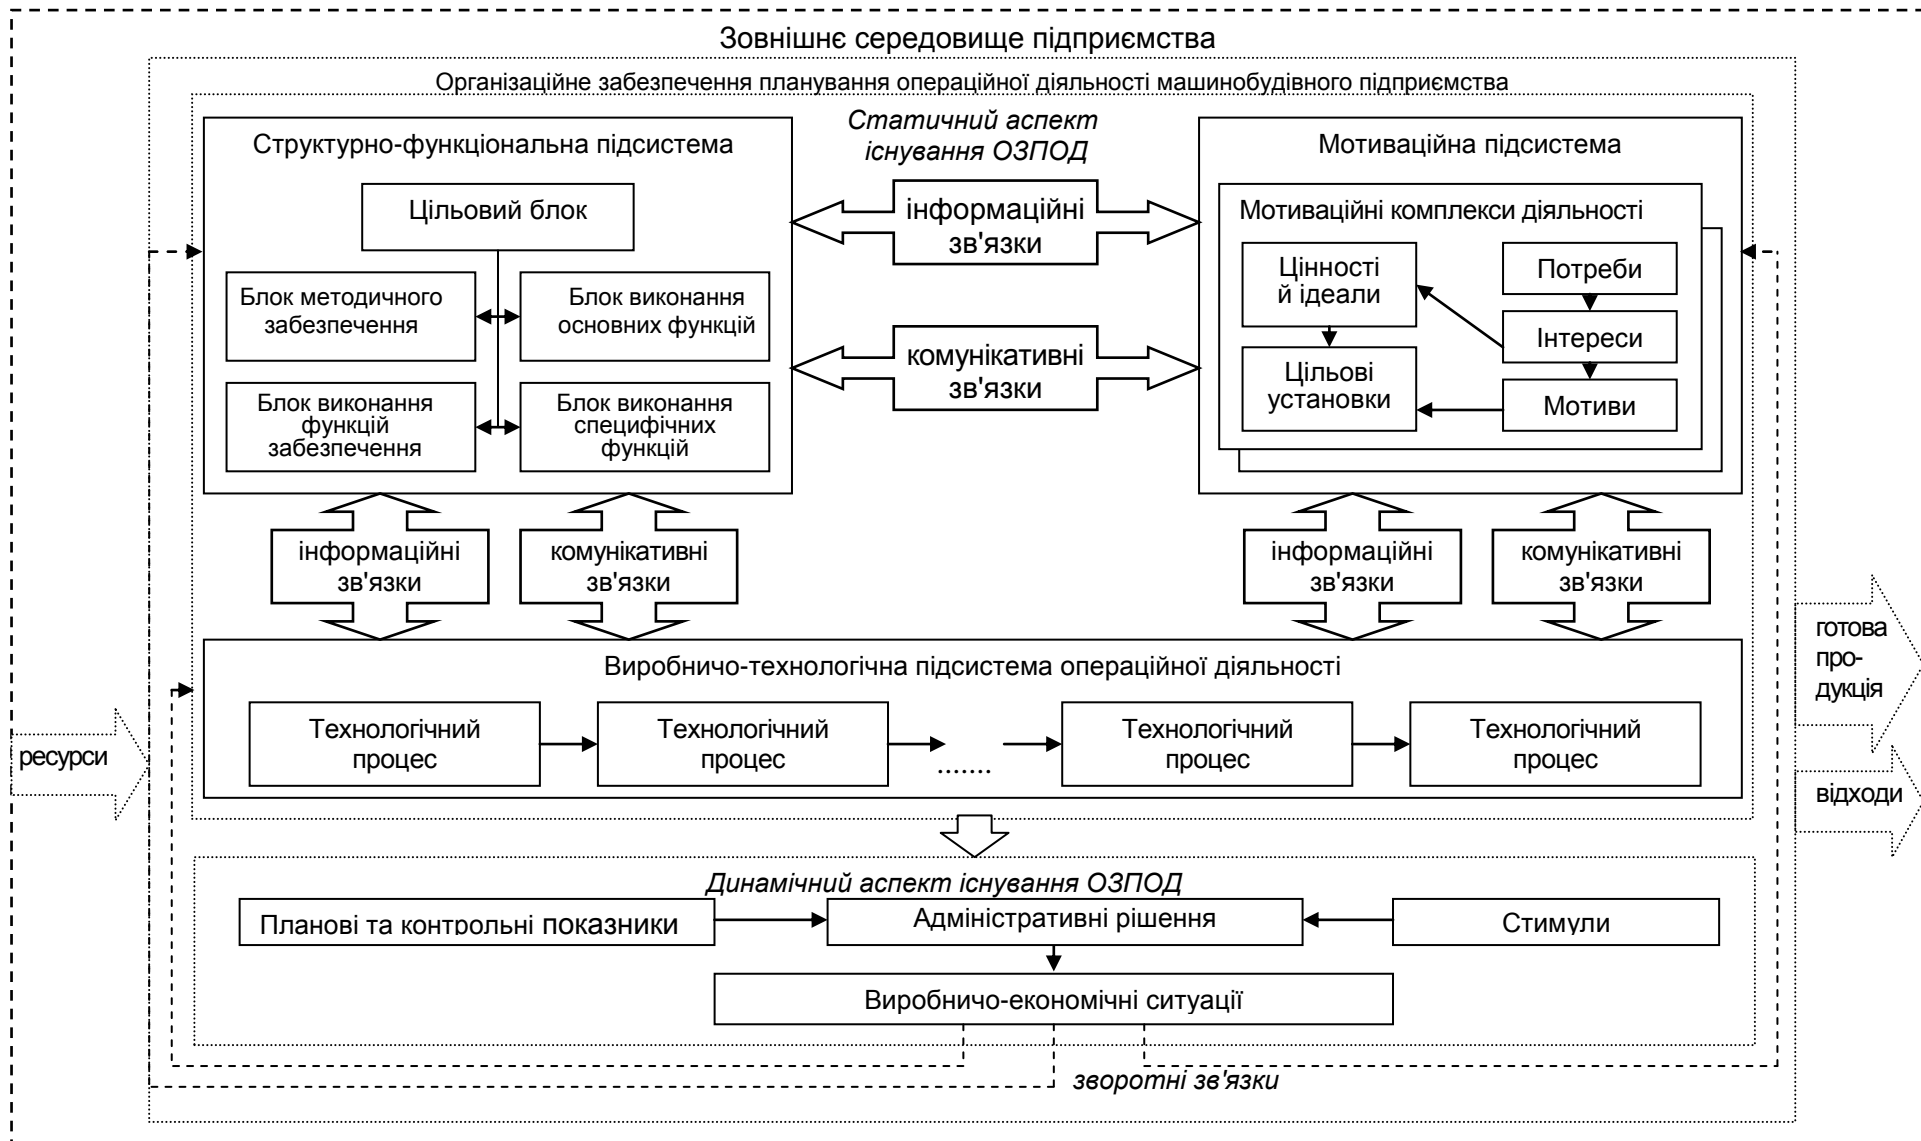 Зовнішнє середовище підприємства
Організаційне забезпечення планування операційної діяльності машинобудівного підприємства
Статичний аспект
існування ОЗПОД
Структурно-функціональна підсистема
Цільовий блок
Блок методичного
забезпечення
Блок виконання
основних функцій
Блок виконання
функцій
забезпечення
Блок виконання
специфічних
функцій
інформаційні
зв'язки
комунікативні
зв'язки
Мотиваційна підсистема
Мотиваційні комплекси діяльності
Цінності
й ідеали
Потреби
Інтереси
Цільові
установки
Мотиви
інформаційні
зв'язки
комунікативні
зв'язки
інформаційні
зв'язки
комунікативні
зв'язки
Виробничо-технологічна підсистема операційної діяльності
Технологічний
процес
Технологічний
процес
.......
Технологічний
процес
Технологічний
процес
ресурси
готова
про-
дукція
відходи
Динамічний аспект існування ОЗПОД
Планові та контрольні показники
Адміністративні рішення
Стимули
Виробничо-економічні ситуації
зворотні зв'язки